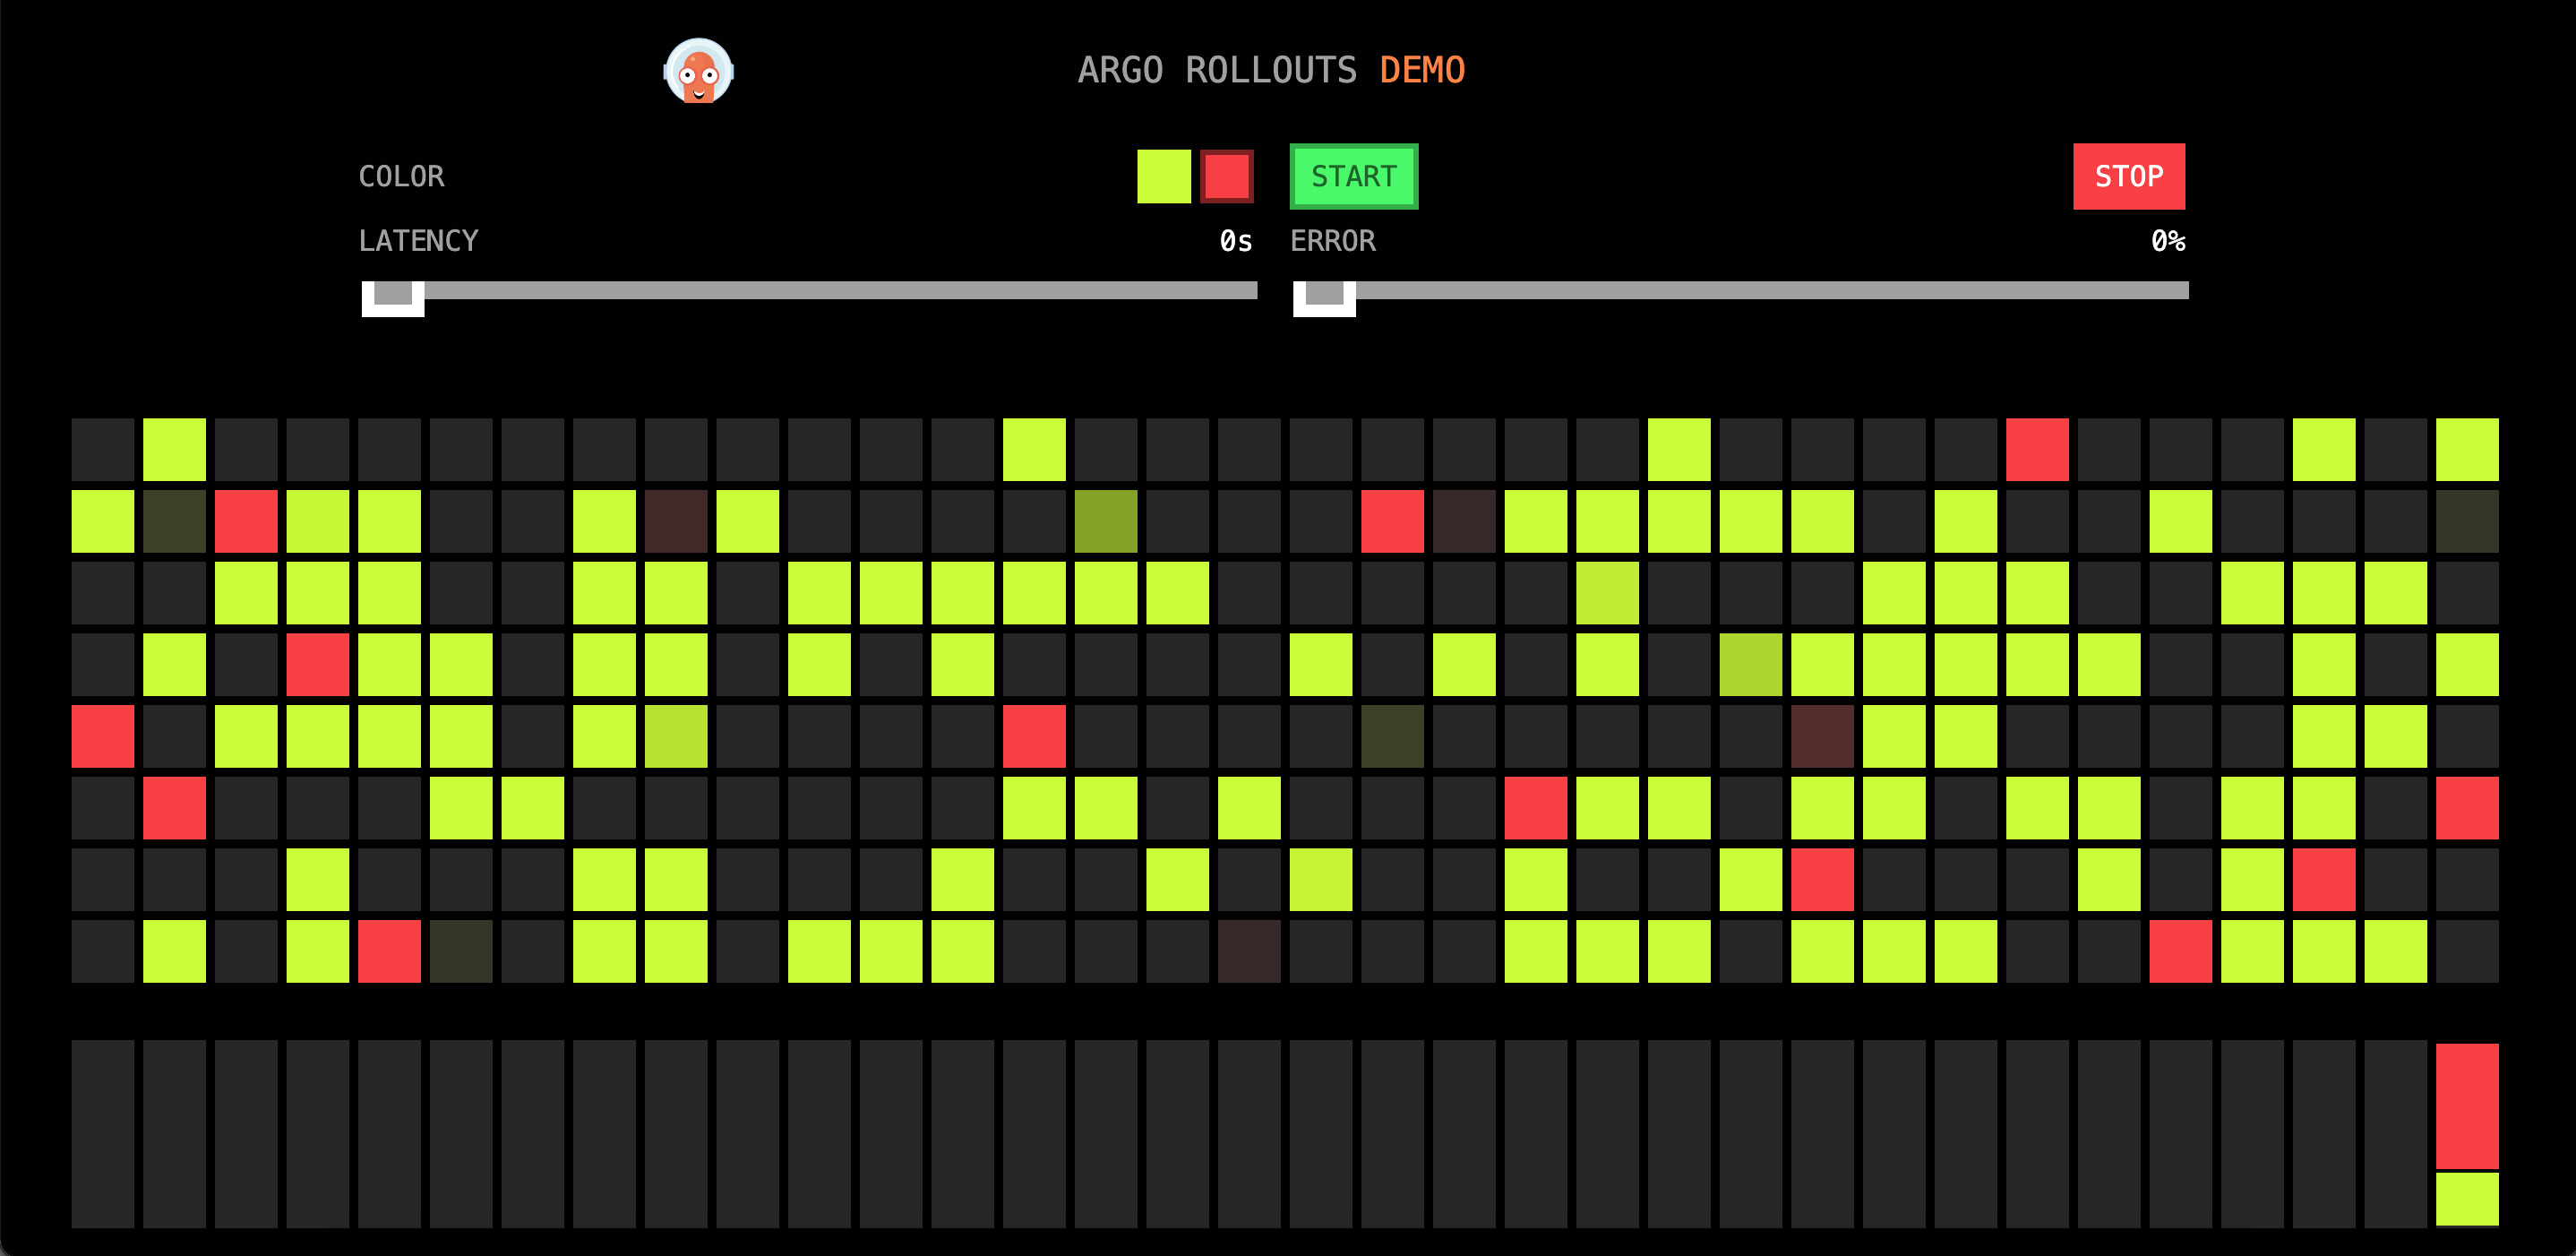 ARGO ROLLOUTS DEMO
COLOR
START
STOP
LATENCY
0s
ERROR
0%